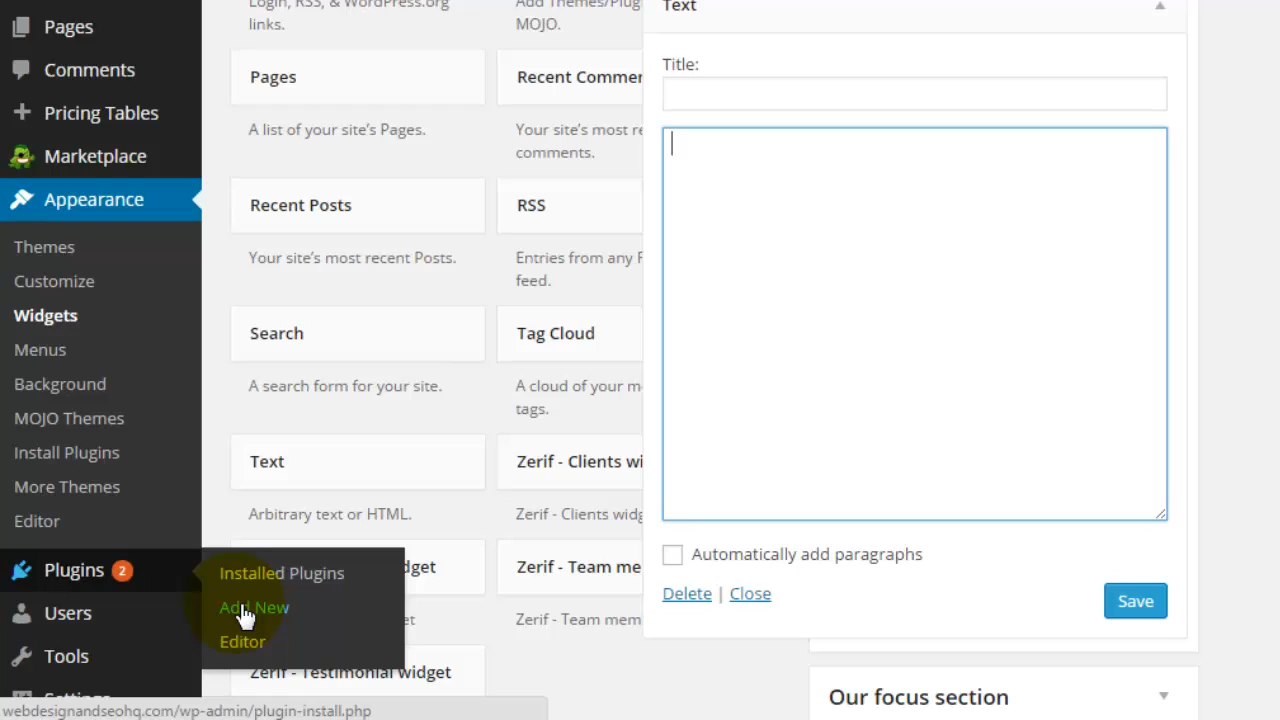 Pages
Comments
Pricing Tables
Marketplace
Appearance
Themes
Customize
Widgets
Menus
Background
MOJO Themes
Install Plugins
More Themes
Editor
Plugins 2
Users
Tools
Settings
Installed Plugins
Add New
Editor
Login, RSS, & WordPress.org
links.
Pages
A list of your site's Pages.
Recent Posts
Your site's most recent Posts.
Search
A search form for your site.
Text
Arbitrary text or HTML.
Zerif - Testimonial widget
Add Themes/Plug
MOJO.
Recent Commen
Your site's most re
comments.
RSS
Entries from any R
feed.
Tag Cloud
A cloud of your m
tags.
Zerif - Clients wi
Zerif - Clients widg
Zerif - Team me
Zerif - Team mem
Text
Title:
Automatically add paragraphs
Delete | Close
Save
Our focus section
webdesignandseohq.com/wp-admin/plugin-install.php